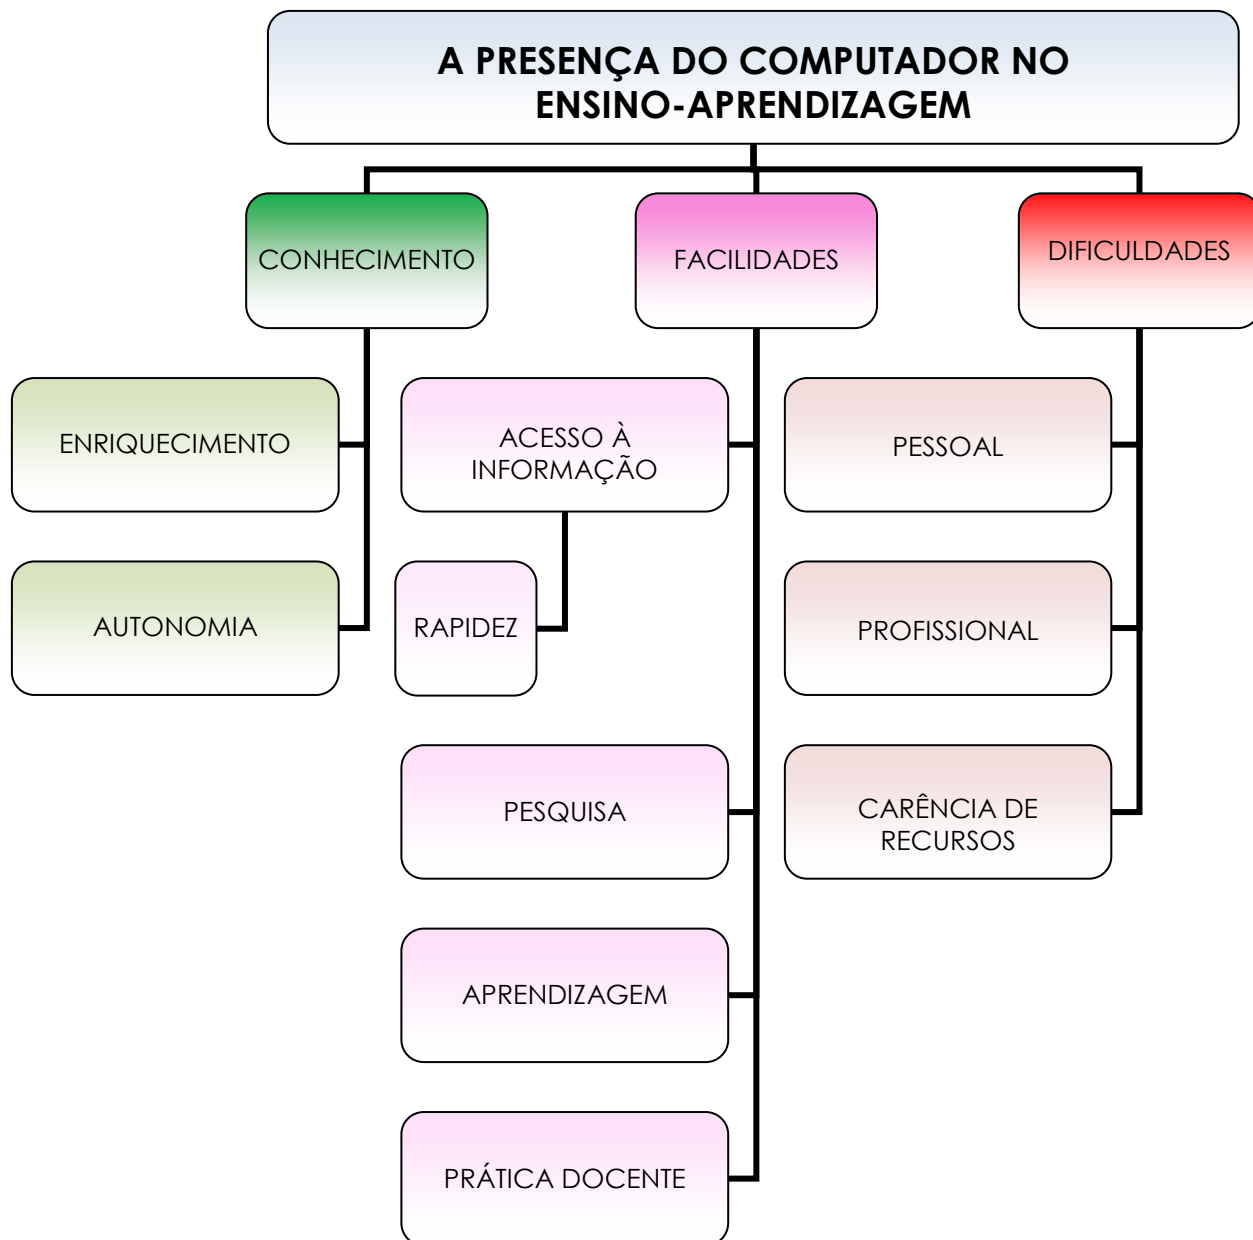 A PRESENÇA DO COMPUTADOR NO
ENSINO-APRENDIZAGEM
CONHECIMENTO
FACILIDADES
DIFICULDADES
ENRIQUECIMENTO
AUTONOMIA
ACESSO À
INFORMAÇÃO
RAPIDEZ
PESQUISA
APRENDIZAGEM
PRÁTICA DOCENTE
PESSOAL
PROFISSIONAL
CARÊNCIA DE
RECURSOS